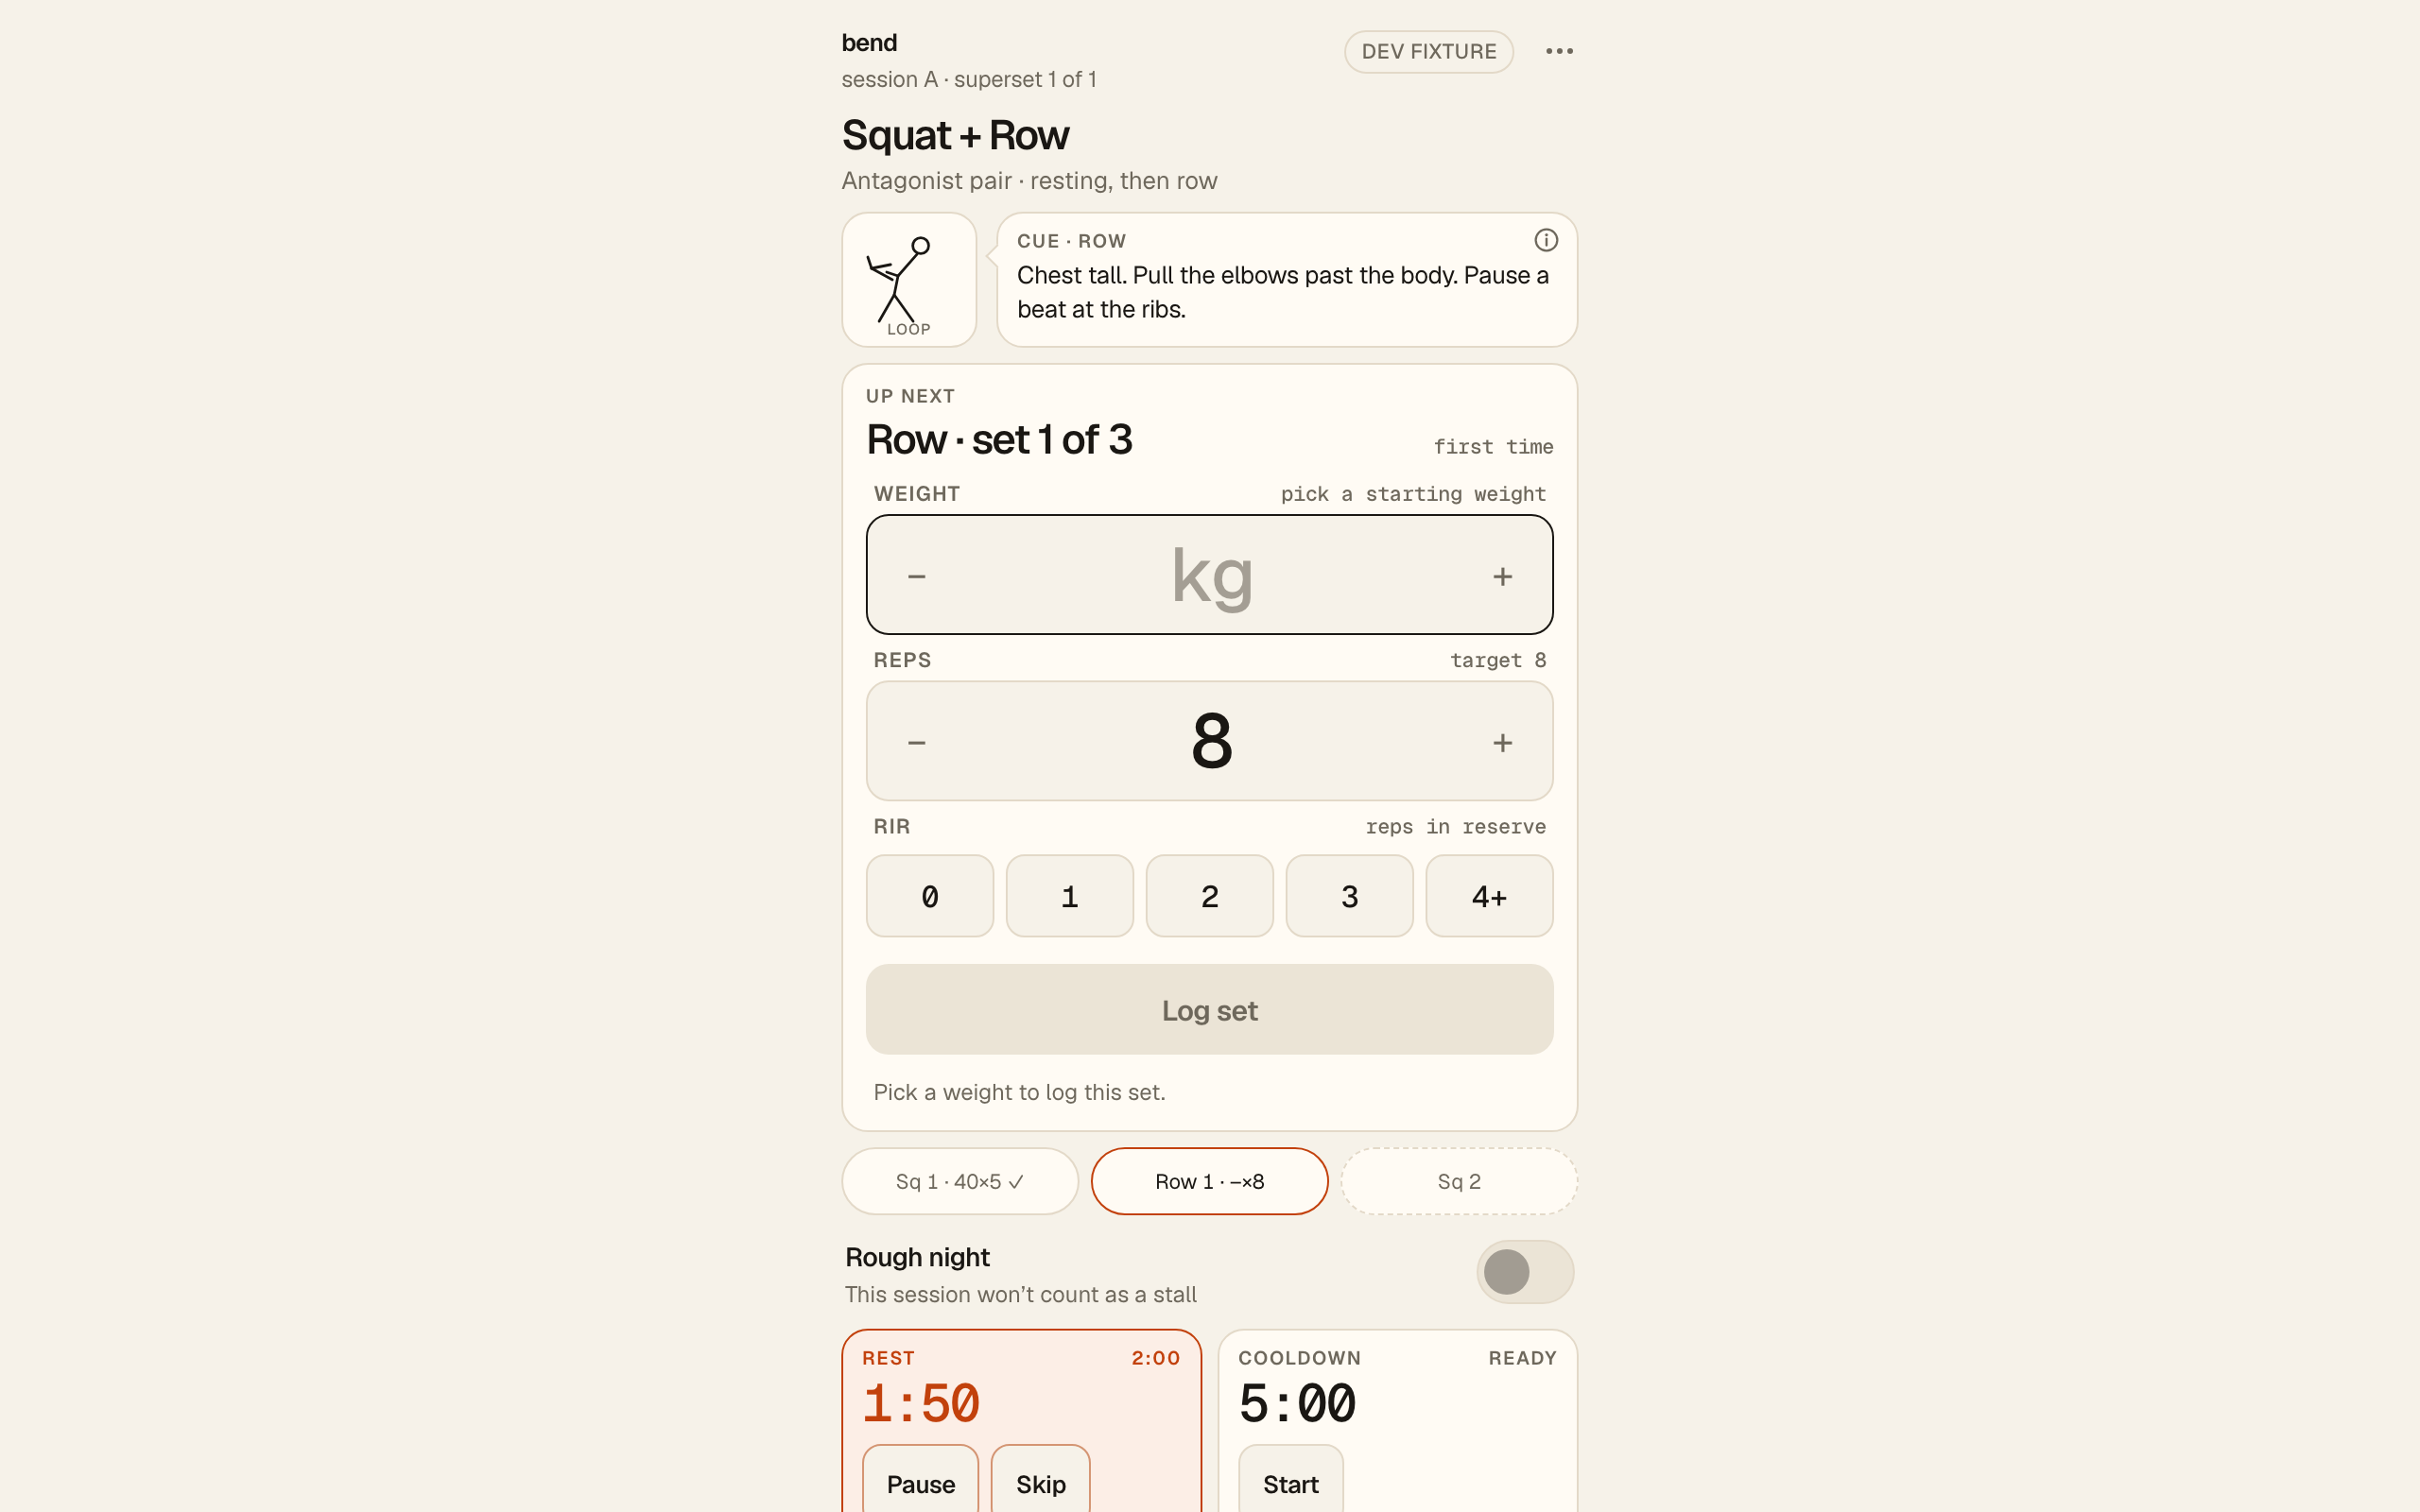 bend
DEV FIXTURE
session A · superset 1 of 1
Squat + Row
Antagonist pair · resting, then row
LOOP
CUE · ROW
Chest tall. Pull the elbows past the body. Pause a
beat at the ribs.
UP NEXT
Row · set 1 of 3
first time
WEIGHT
pick a starting weight
− kg +
REPS
target 8
− 8 +
RIR
reps in reserve
0 1 2 3 4+
Log set
Pick a weight to log this set.
Sq 1 · 40×5 ✓
Row 1 · –×8
Sq 2
Rough night
This session won’t count as a stall
REST 2:00
1:50
Pause Skip
COOLDOWN READY
5:00
Start